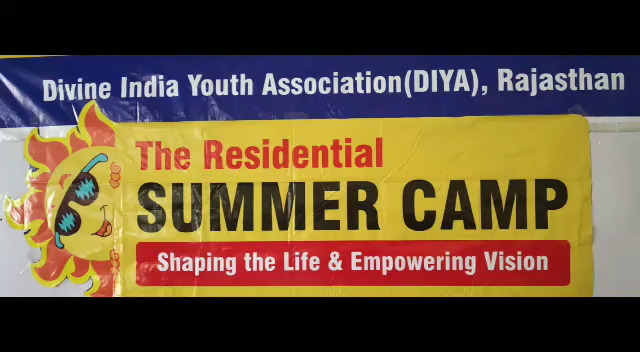 Divine India Youth Association(DIYA), Rajasthan
The Residential
SUMMER CAMP
Shaping the Life & Empowering Vision